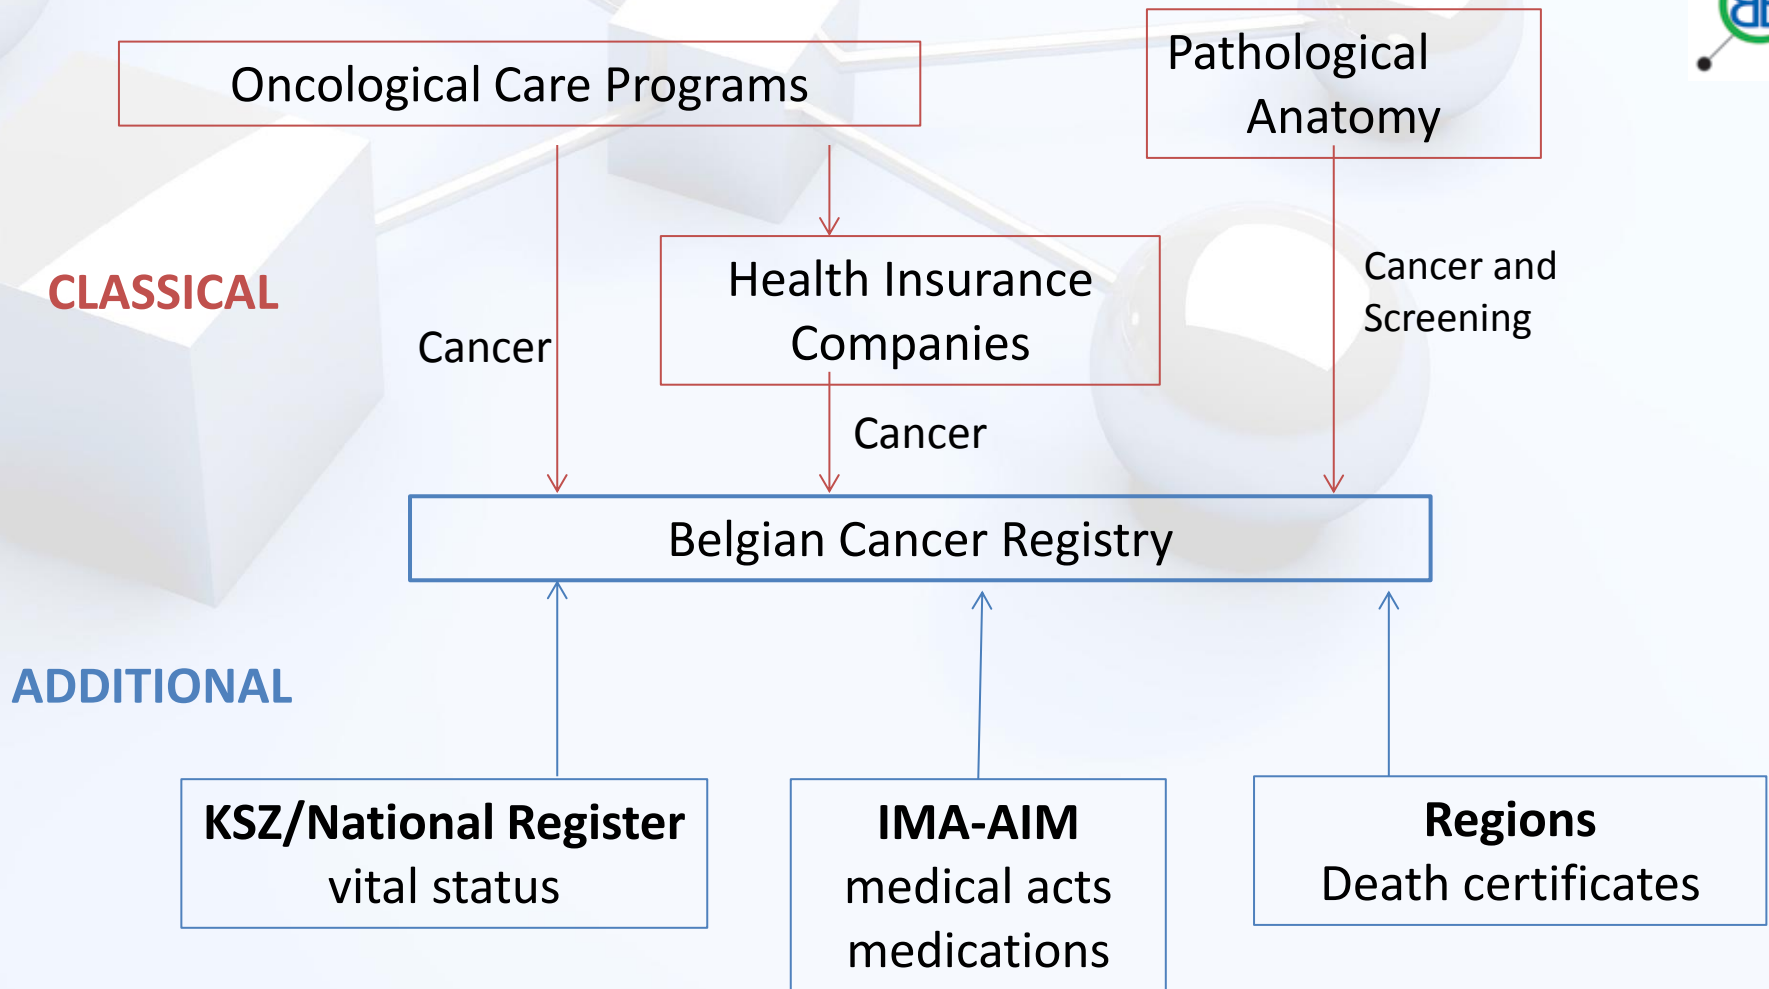 Oncological Care Programs
Pathological
Anatomy
CLASSICAL
Health Insurance
Companies
Cancer and
Screening
Cancer
Cancer
Belgian Cancer Registry
ADDITIONAL
KSZ/National Register
vital status
IMA-AIM
medical acts
medications
Regions
Death certificates